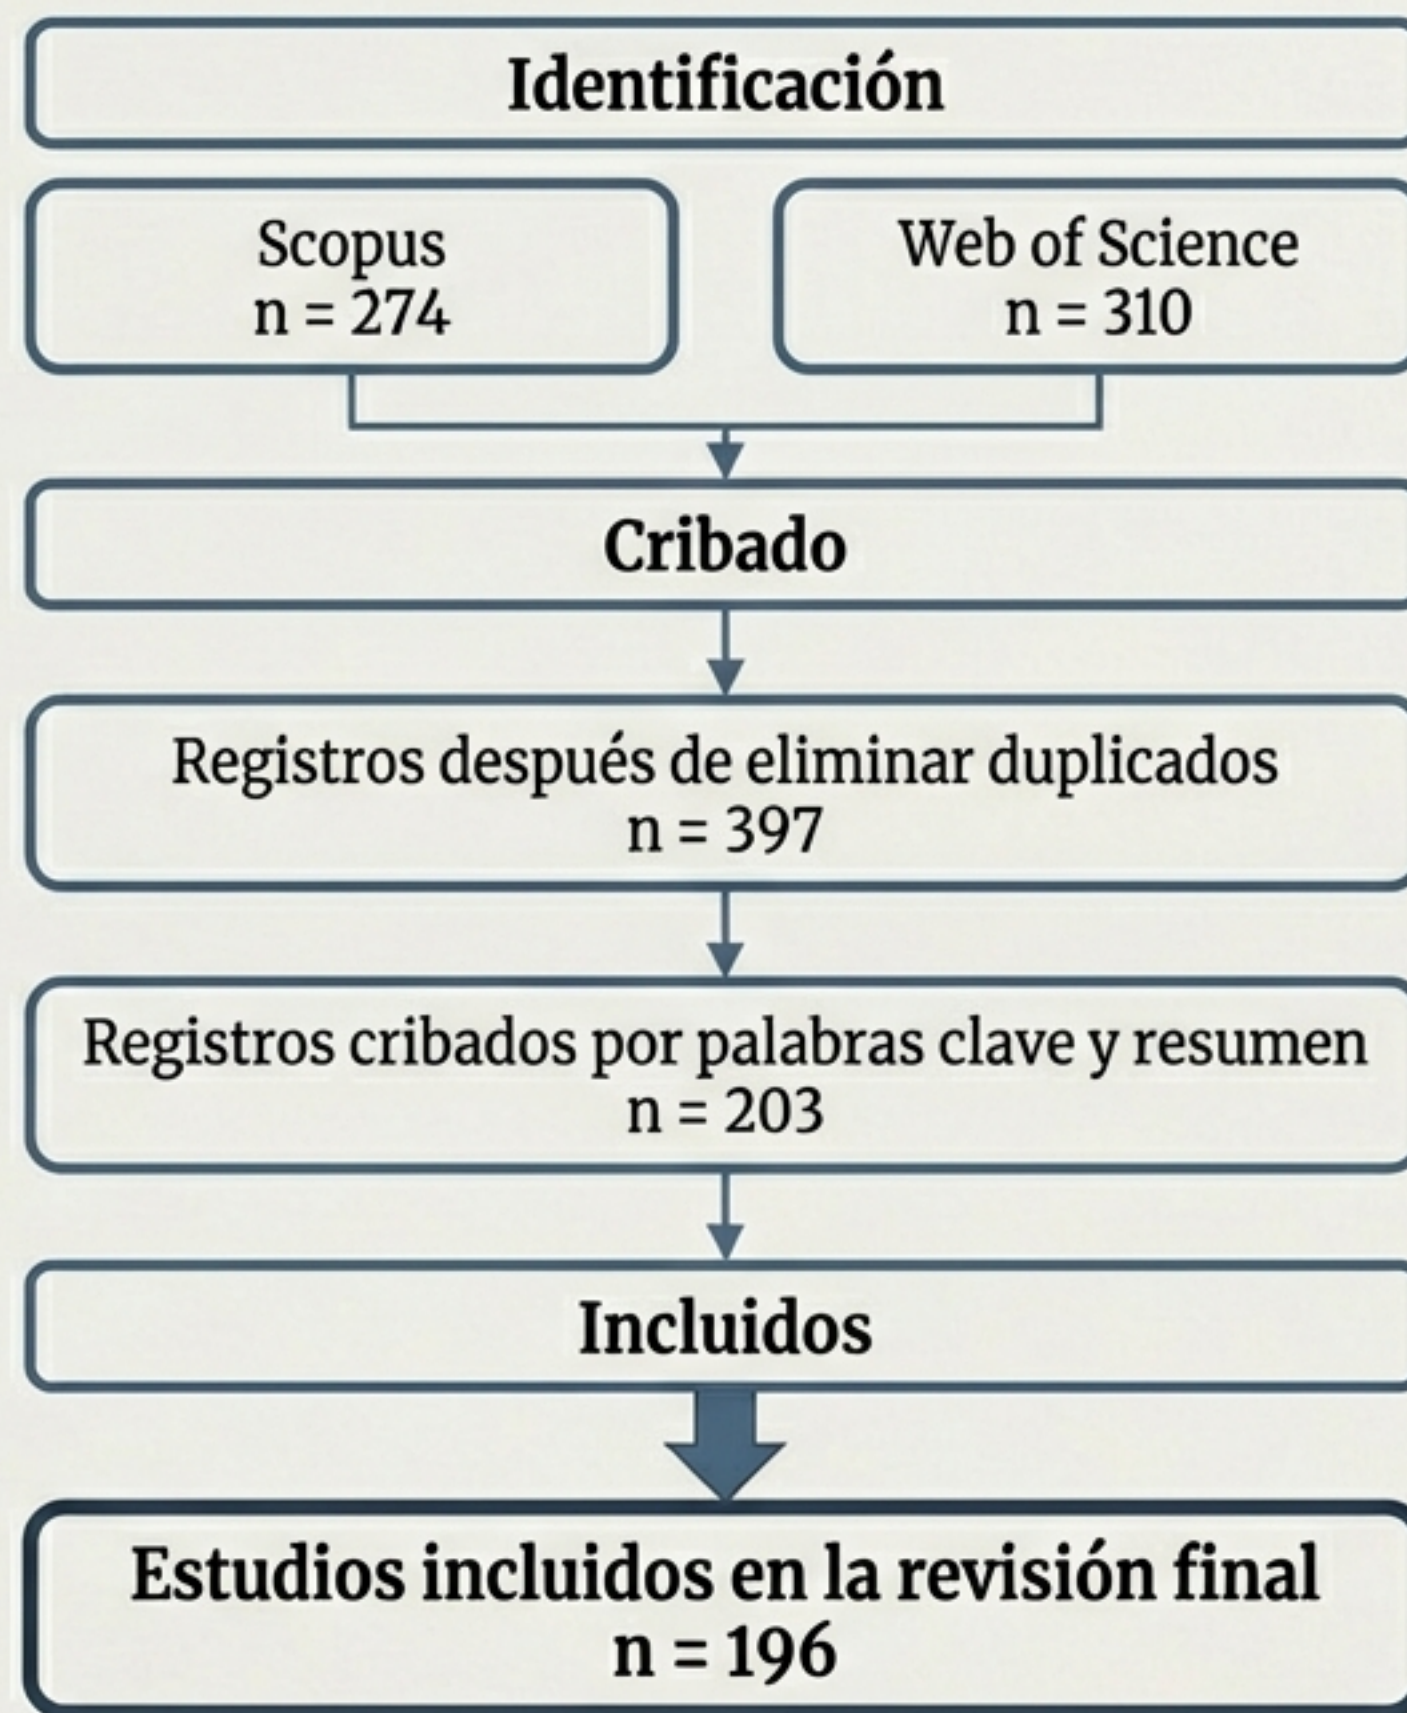 Identificación
Scopus
n = 274
Web of Science
n = 310
Cribado
Registros después de eliminar duplicados
n = 397
Registros cribados por palabras clave y resumen
n = 203
Incluidos
Estudios incluidos en la revisión final
n = 196